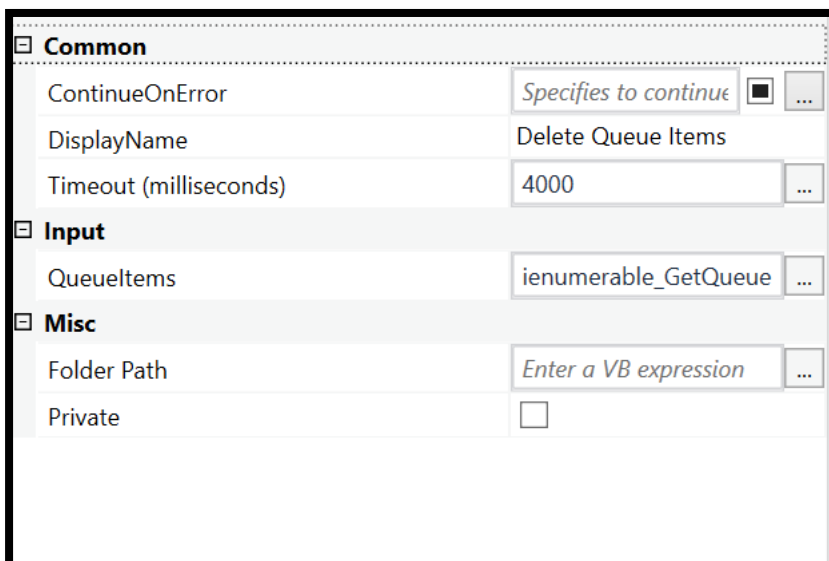 Common
ContinueOnError Specifies to continue ...
DisplayName Delete Queue Items
Timeout (milliseconds) 4000 ...
Input
QueueItems ienumerable_GetQueue ...
Misc
Folder Path Enter a VB expression ...
Private